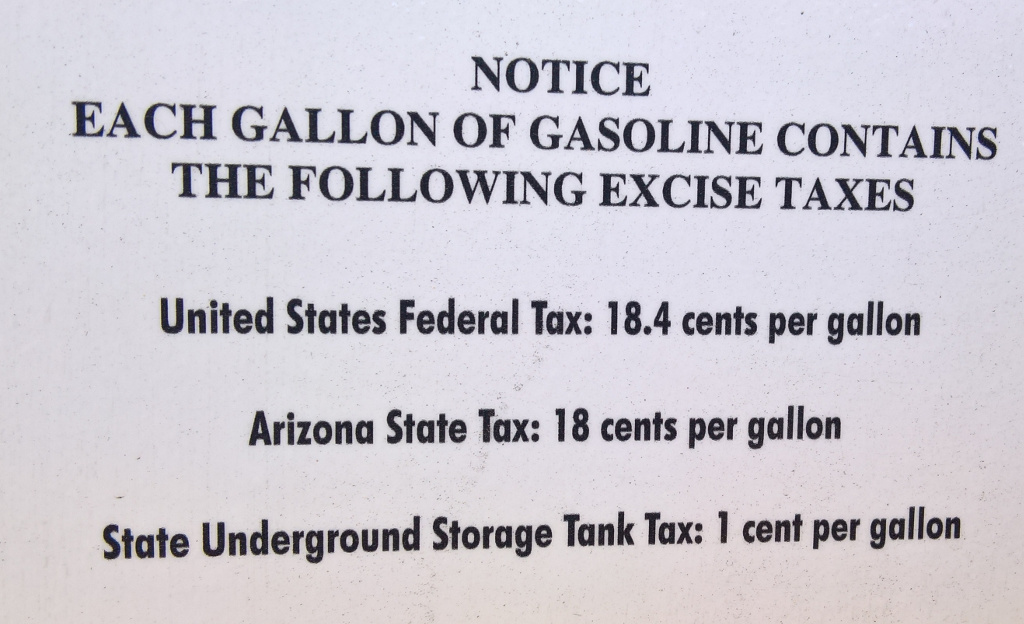 NOTICE
EACH GALLON OF GASOLINE CONTAINS
THE FOLLOWING EXCISE TAXES
United States Federal Tax: 18.4 cents per gallon
Arizona State Tax: 18 cents per gallon
State Underground Storage Tank Tax: 1 cent per gallon